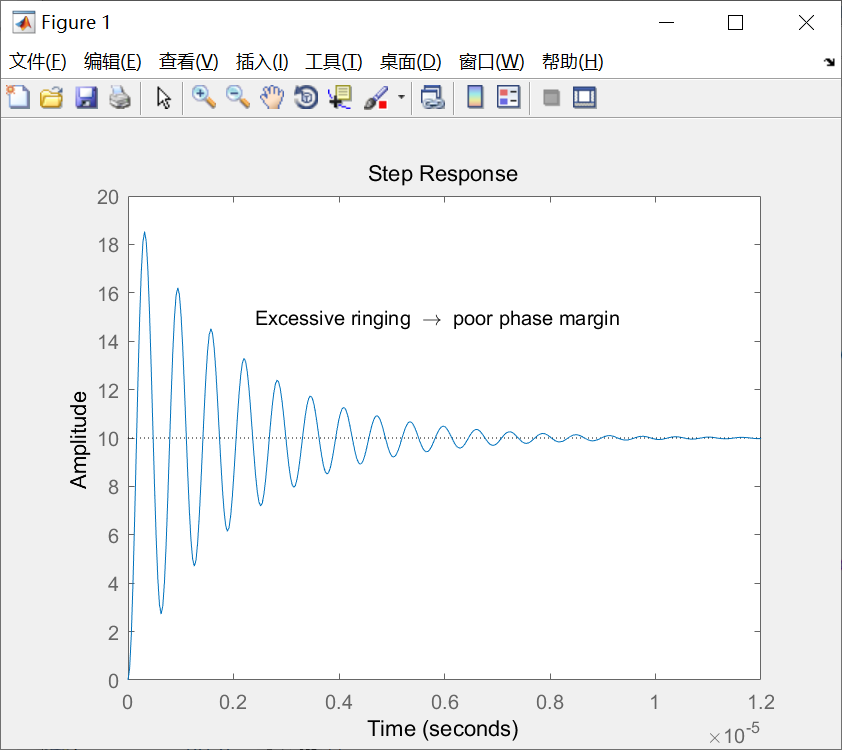 Figure 1
文件(F) 编辑(E) 查看(V) 插入(I) 工具(T) 桌面(D) 窗口(W) 帮助(H)
Step Response
20
18
16
Excessive ringing → poor phase margin
14
12
10
8
6
4
2
0
Amplitude
0 0.2 0.4 0.6 0.8 1 1.2
Time (seconds)
×10-5